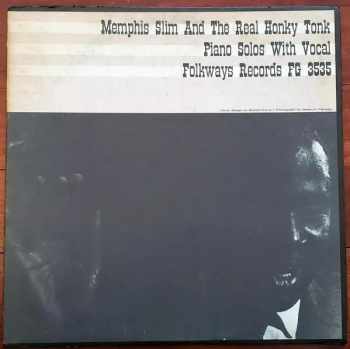 Memphis Slim And The Real Honky Tonk
Piano Solos With Vocal
Folkways Records FG 3535